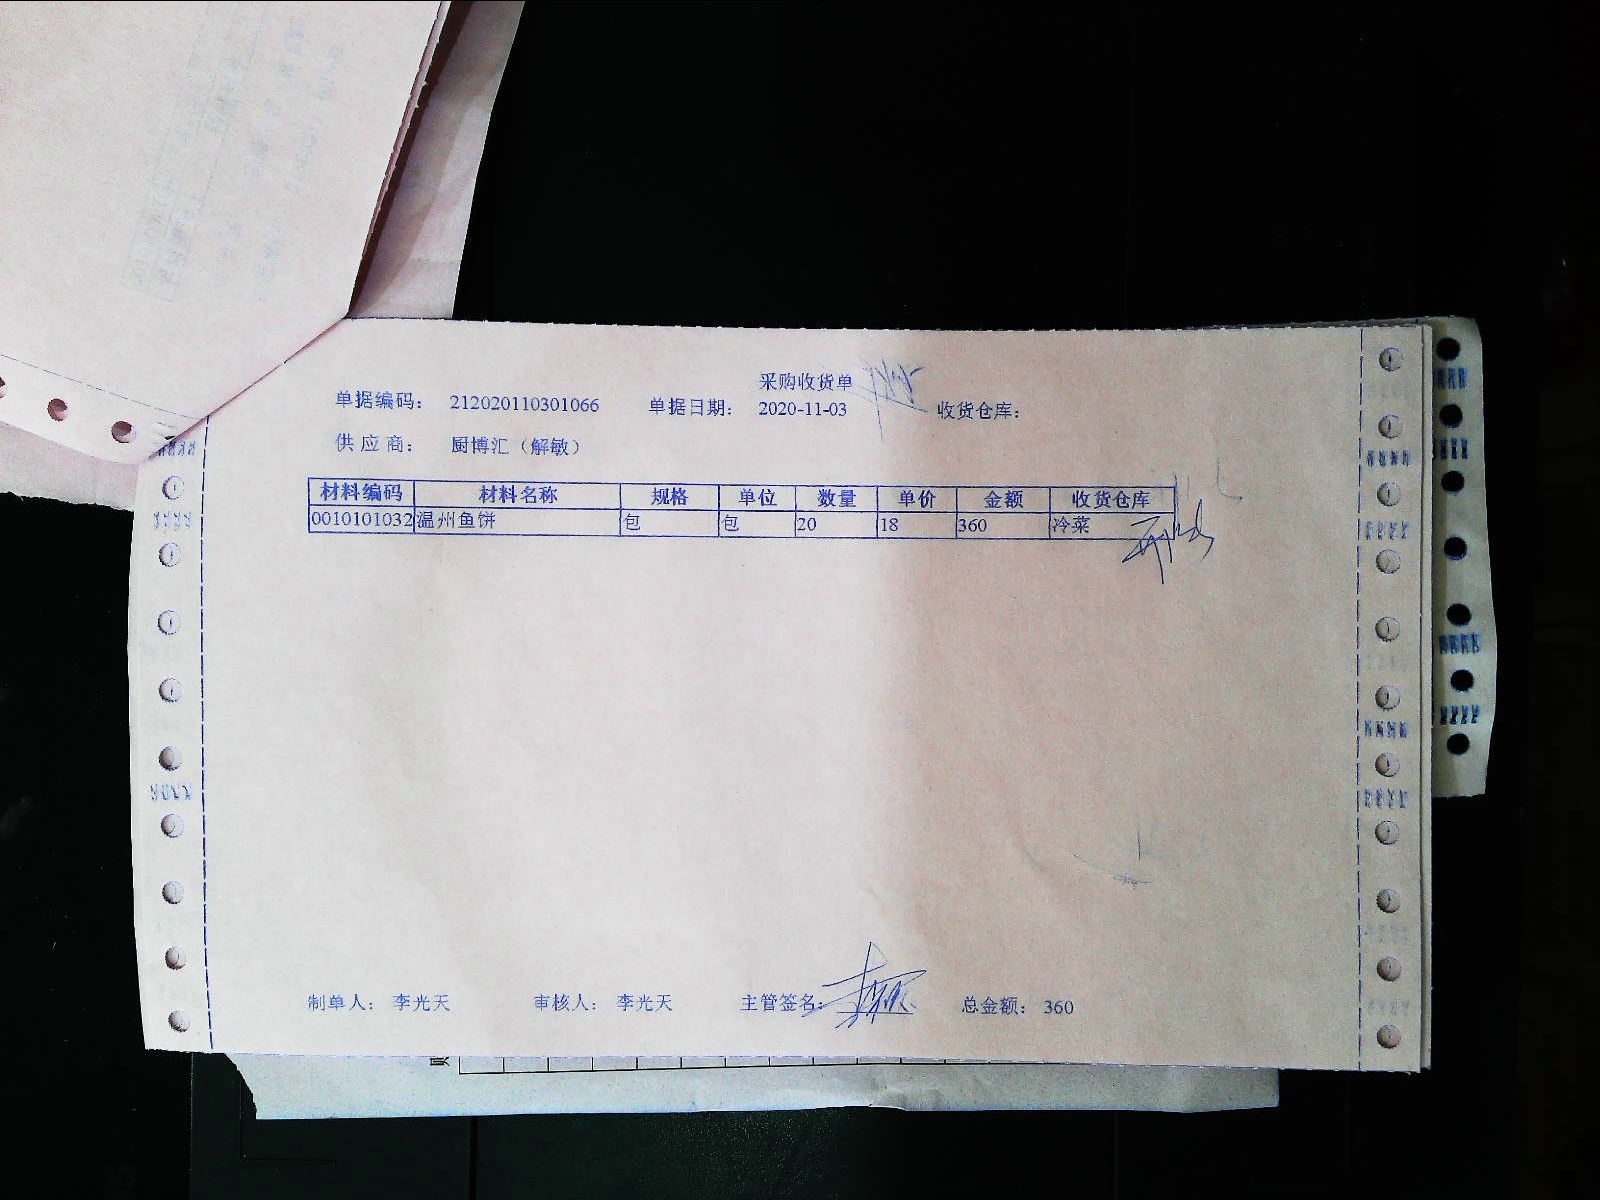 采购收货单
单据编码： 212020110301066 单据日期： 2020-11-03 收货仓库：
供 应 商： 厨博汇（解敏）
材料编码 材料名称 规格 单位 数量 单价 金额 收货仓库
0010101032 温州鱼饼 包 包 20 18 360 冷菜
制单人： 李光天 审核人： 李光天 主管签名： 总金额： 360